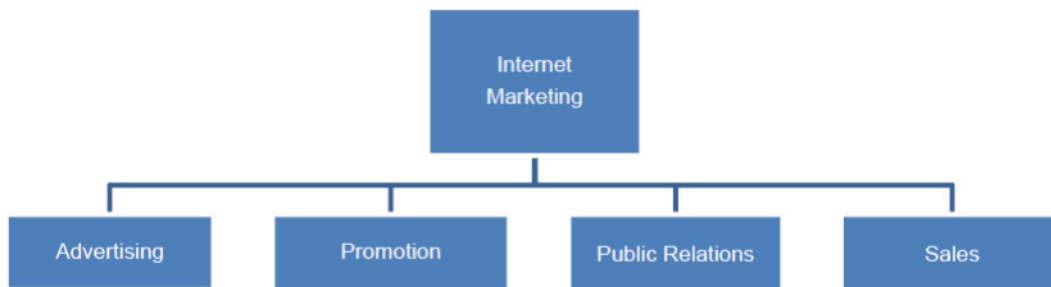 Internet
Marketing
Advertising
Promotion
Public Relations
Sales